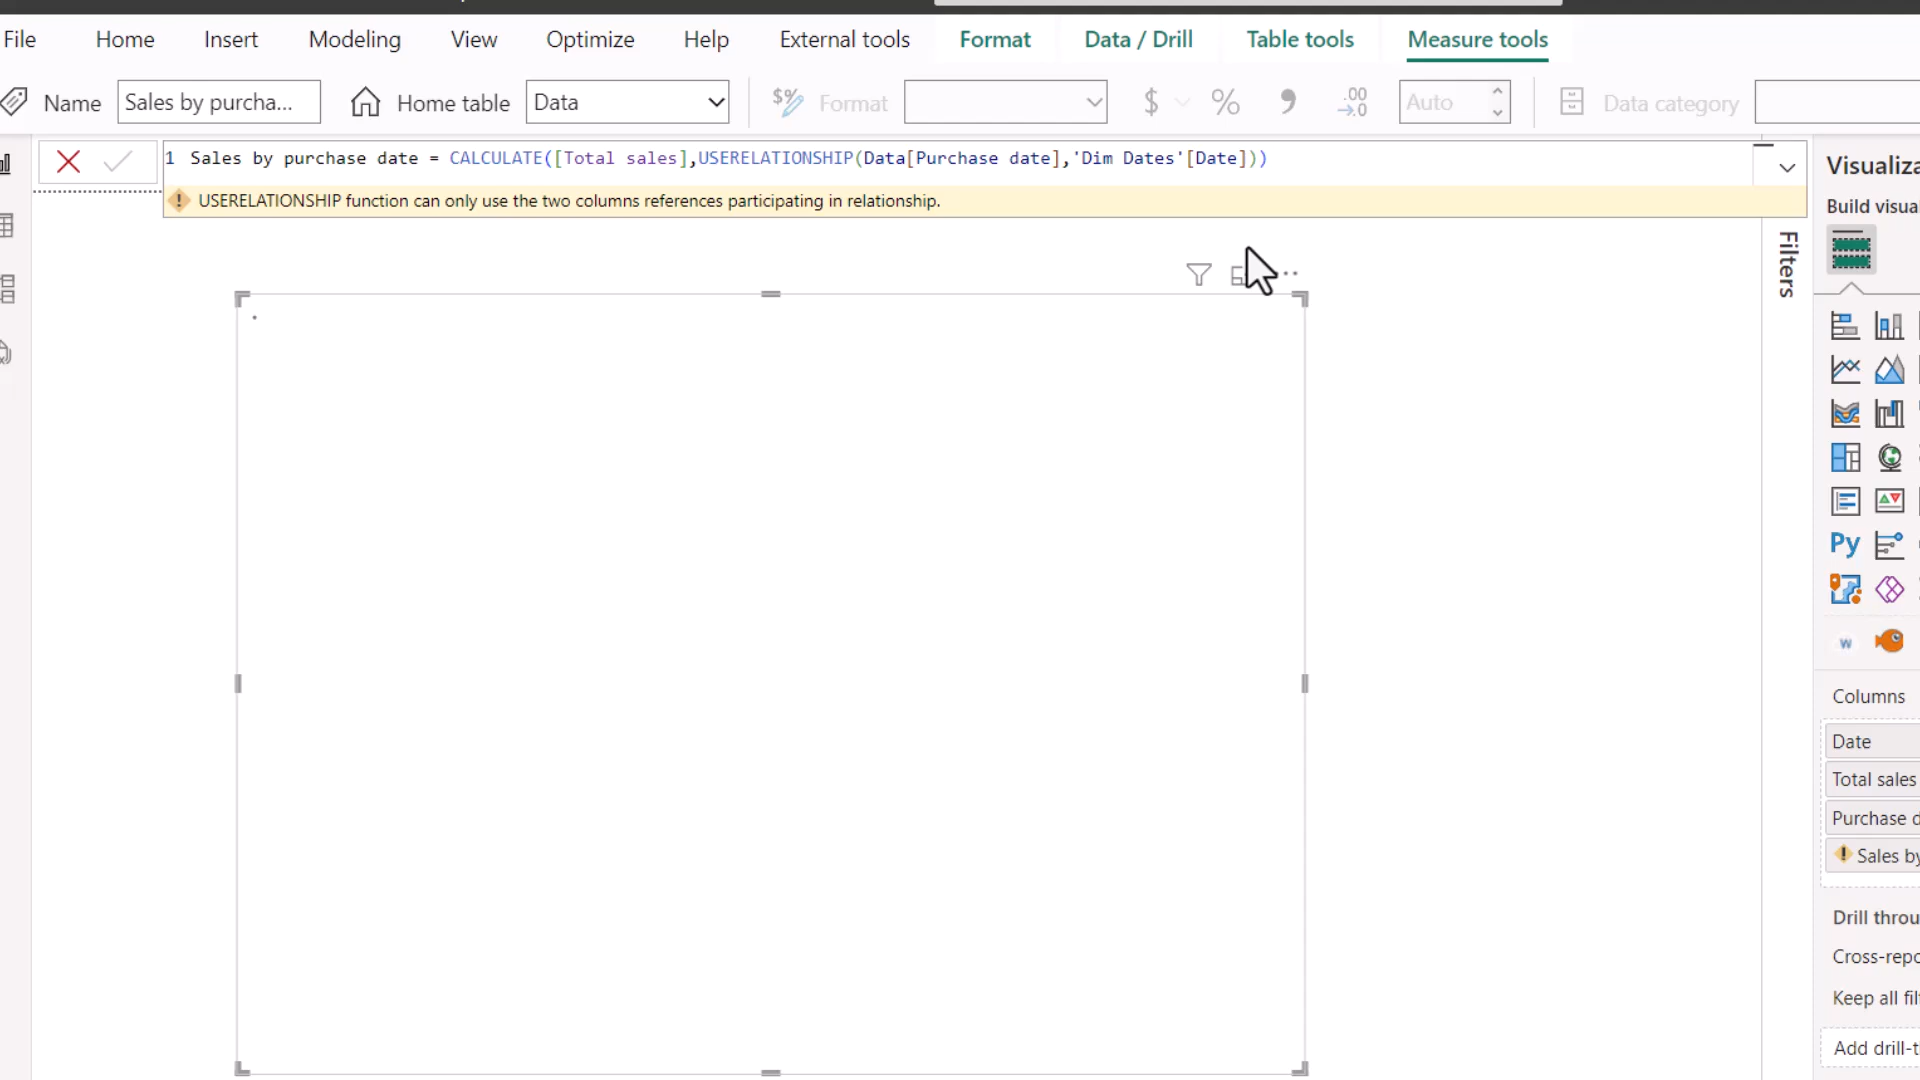 File Home Insert Modeling View Optimize Help External tools Format Data / Drill Table tools Measure tools
Name Sales by purcha... Home table Data $% Format $ % .00 →.0 Auto Data category
1 Sales by purchase date = CALCULATE([Total sales],USERELATIONSHIP(Data[Purchase date],'Dim Dates'[Date]))
USERELATIONSHIP function can only use the two columns references participating in relationship.
Visualiza
Build visua
Filters
Py
W
Columns
Date
Total sales
Purchase d
Sales by
Drill throu
Cross-repo
Keep all fil
Add drill-t